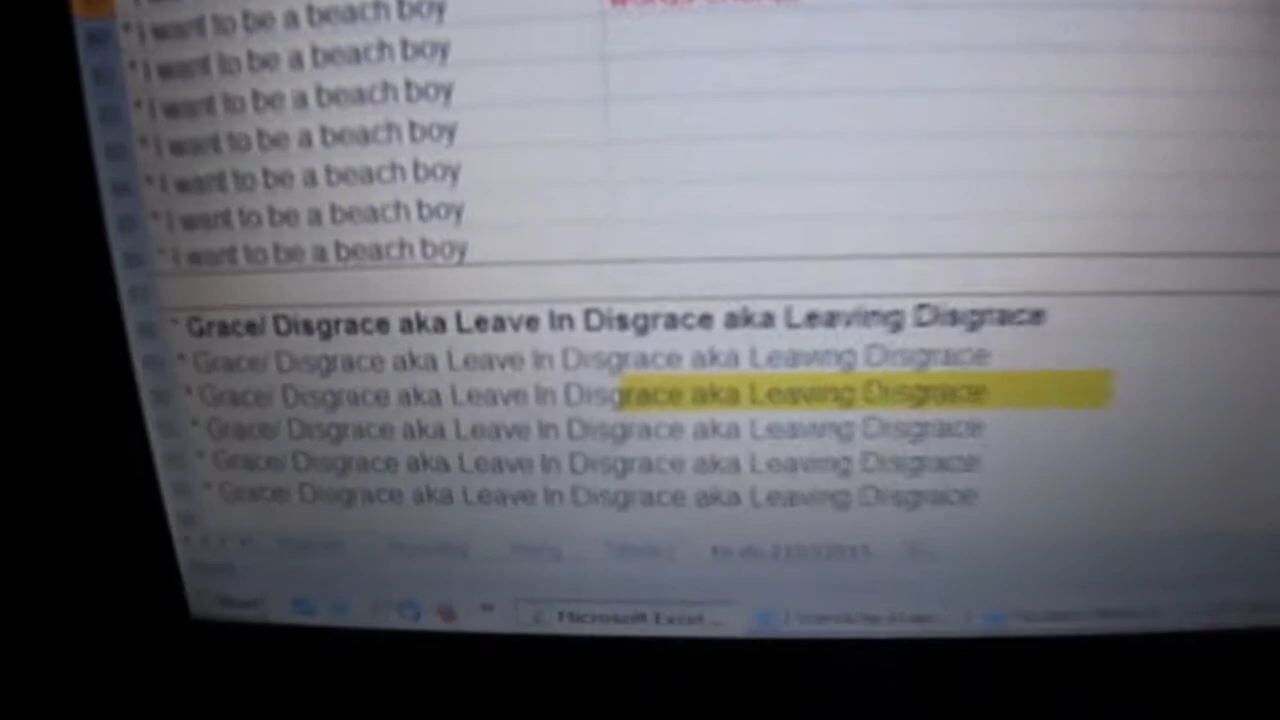 * I want to be a beach boy
* I want to be a beach boy
* I want to be a beach boy
* I want to be a beach boy
* I want to be a beach boy
* I want to be a beach boy
* I want to be a beach boy
* Grace/ Disgrace aka Leave In Disgrace aka Leaving Disgrace
* Grace/ Disgrace aka Leave In Disgrace aka Leaving Disgrace
* Grace/ Disgrace aka Leave In Disgrace aka Leaving Disgrace
* Grace/ Disgrace aka Leave In Disgrace aka Leaving Disgrace
* Grace/ Disgrace aka Leave In Disgrace aka Leaving Disgrace
* Grace/ Disgrace aka Leave In Disgrace aka Leaving Disgrace
Microsoft Excel ...